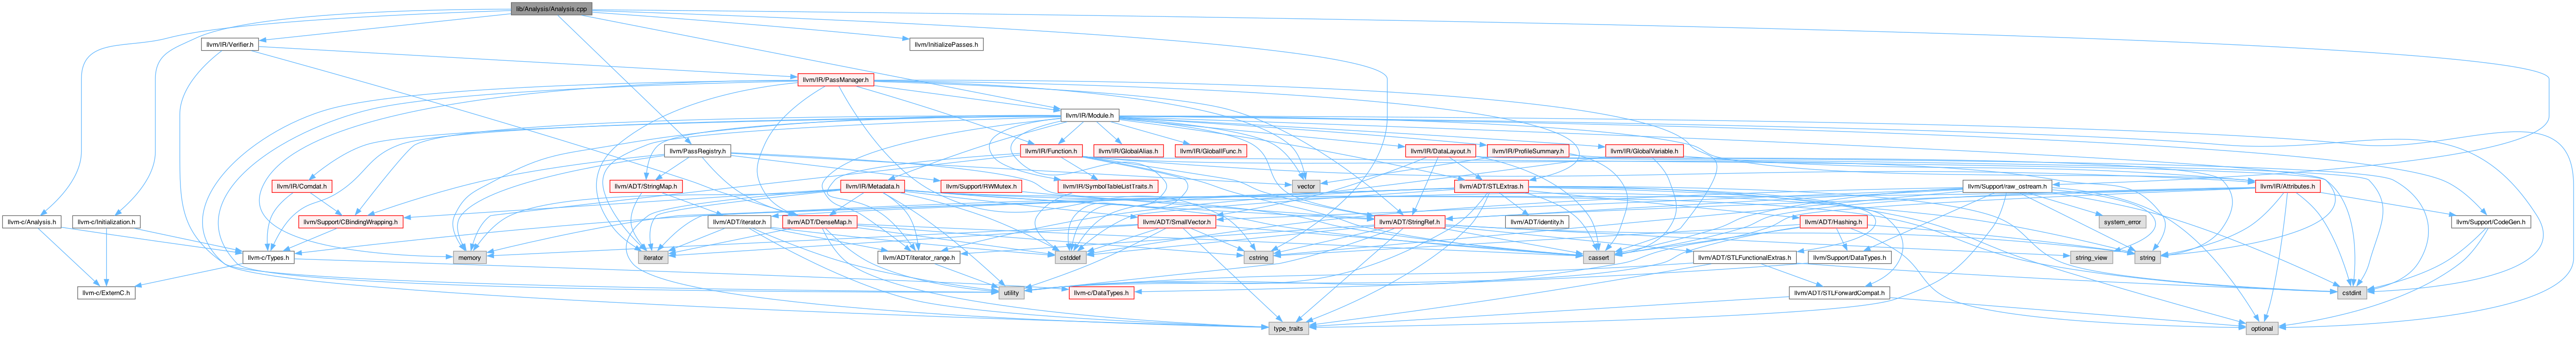 lib/Analysis/Analysis.cpp
llvm/IR/Verifier.h
llvm/InitializePasses.h
llvm/IR/PassManager.h
llvm/IR/Module.h
llvm/PassRegistry.h
llvm/IR/Function.h
llvm/IR/GlobalAlias.h
llvm/IR/GlobalIFunc.h
llvm/IR/DataLayout.h
llvm/IR/ProfileSummary.h
llvm/IR/GlobalVariable.h
llvm/IR/Comdat.h
llvm/ADT/StringMap.h
llvm/IR/Metadata.h
llvm/Support/RWMutex.h
llvm/IR/SymbolTableListTraits.h
vector
llvm/ADT/STLExtras.h
llvm/Support/raw_ostream.h
llvm/IR/Attributes.h
llvm-c/Analysis.h
llvm-c/Initialization.h
llvm/Support/CBindingWrapping.h
llvm/ADT/iterator.h
llvm/ADT/DenseMap.h
llvm/ADT/SmallVector.h
llvm/ADT/StringRef.h
llvm/ADT/identity.h
llvm/ADT/Hashing.h
system_error
llvm/Support/CodeGen.h
llvm-c/Types.h
memory
iterator
llvm/ADT/iterator_range.h
cstddef
cstring
cassert
llvm/ADT/STLFunctionalExtras.h
llvm/Support/DataTypes.h
string_view
string
llvm-c/ExternC.h
utility
llvm-c/DataTypes.h
llvm/ADT/STLForwardCompat.h
cstdint
type_traits
optional